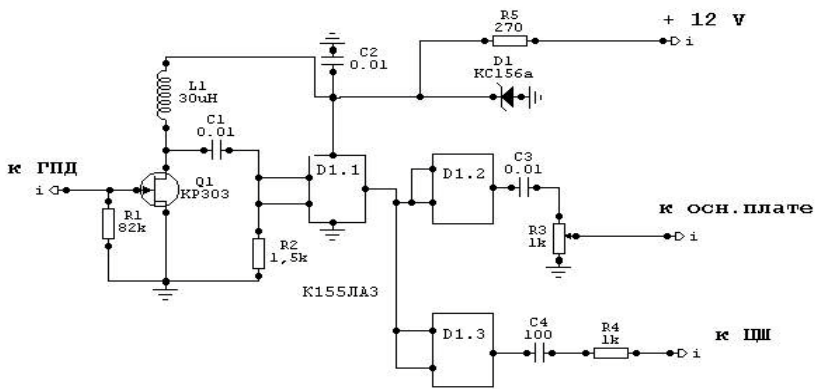 R5
270
+ 12 V
i
C2
0.01
D1
КС156а
L1
30uH
C1
0.01
к ГПД
i
Q1
КР303
R1
82k
D1.1
D1.2
C3
0.01
к осн.плате
R3
1k
i
R2
1,5k
К155ЛА3
D1.3
C4
100
R4
1k
к ЦШ
i